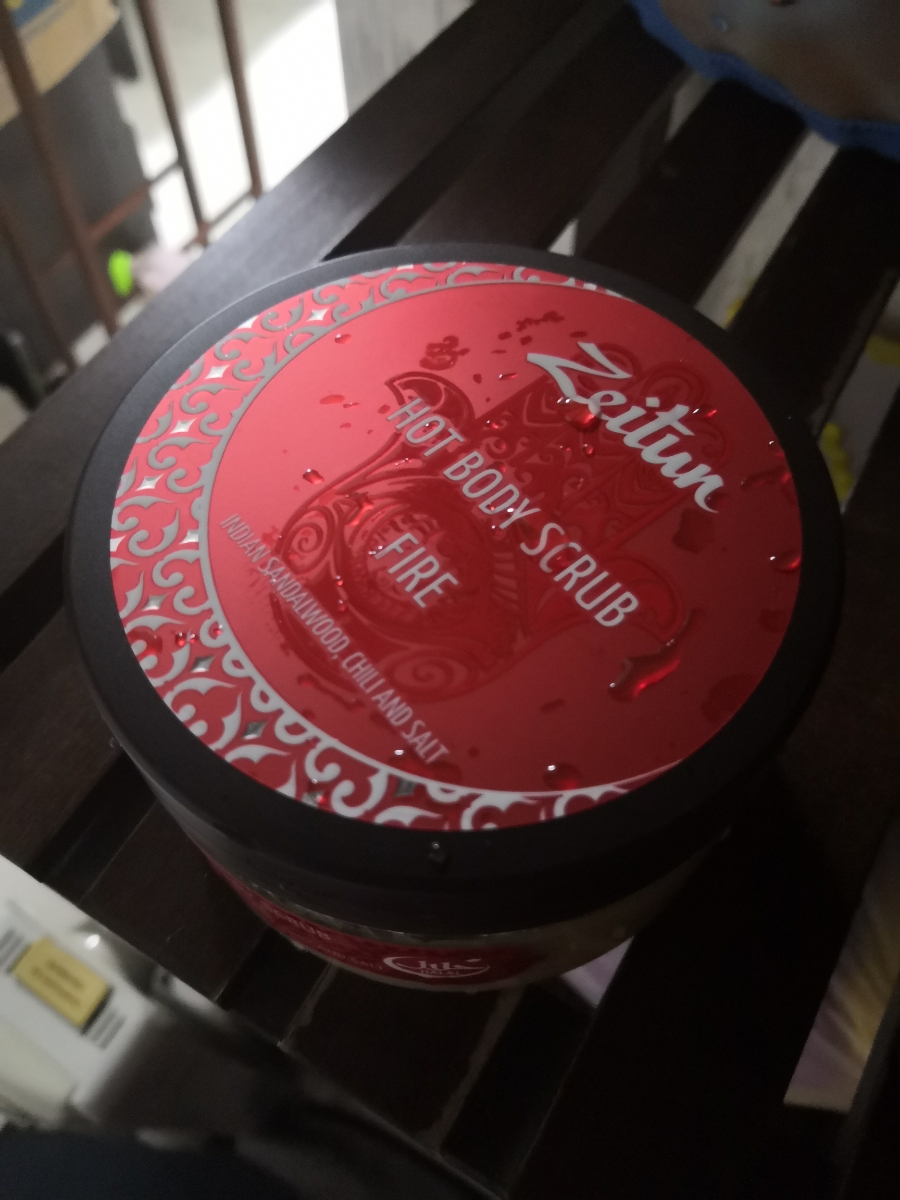 Zeitun
HOT BODY SCRUB
FIRE
INDIAN SANDALWOOD, CHILI AND SALT